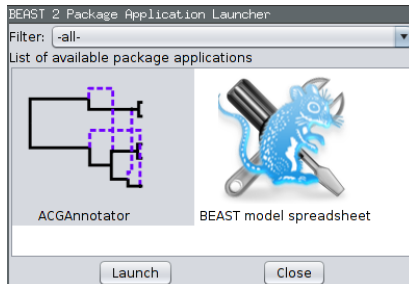 BEAST 2 Package Application Launcher
Filter: -all-
List of available package applications
ACGAnnotator
BEAST model spreadsheet
Launch
Close